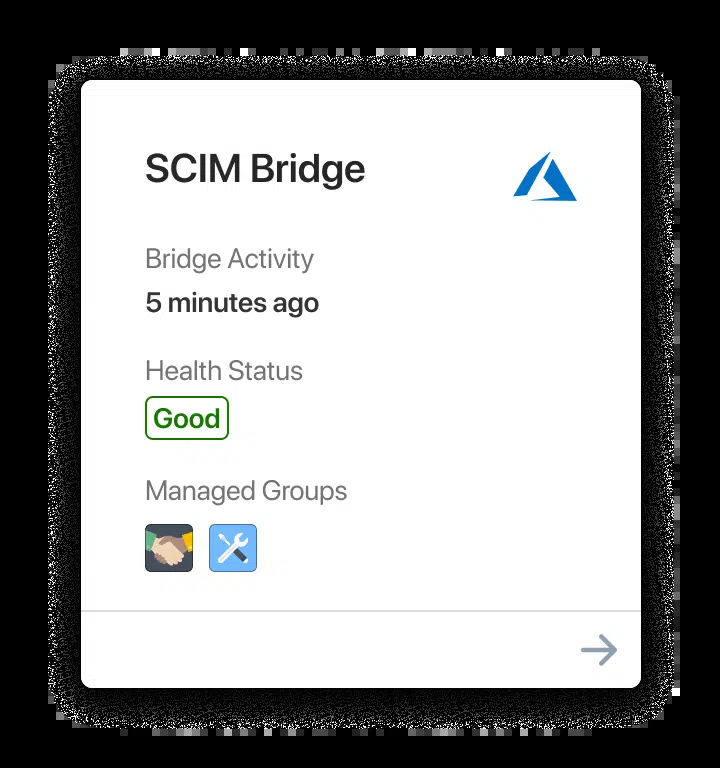 SCIM Bridge
Bridge Activity
5 minutes ago
Health Status
Good
Managed Groups